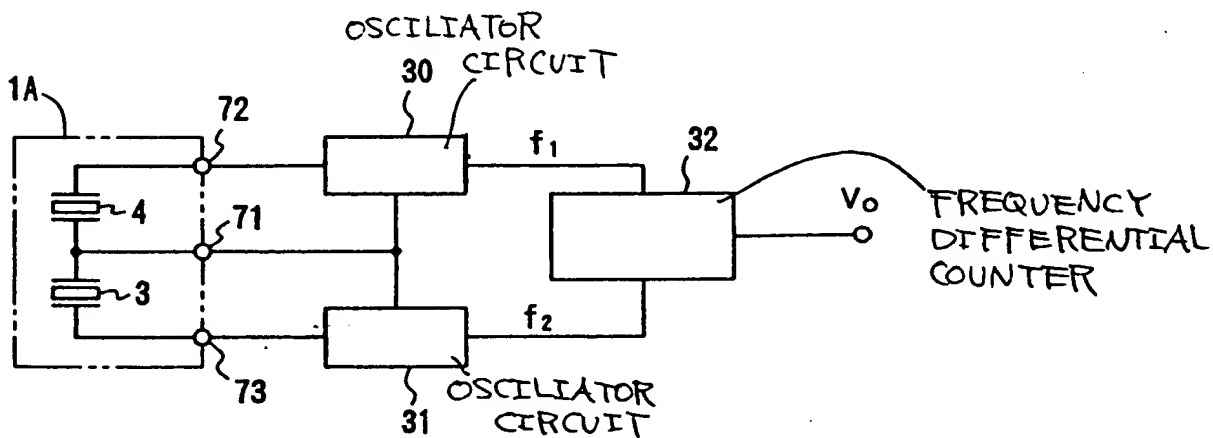 OSCILIATOR
CIRCUIT
1A
72
30
f1
32
4
71
Vo
FREQUENCY
DIFFERENTIAL
COUNTER
3
f2
73
31
OSCILIATOR
CIRCUIT